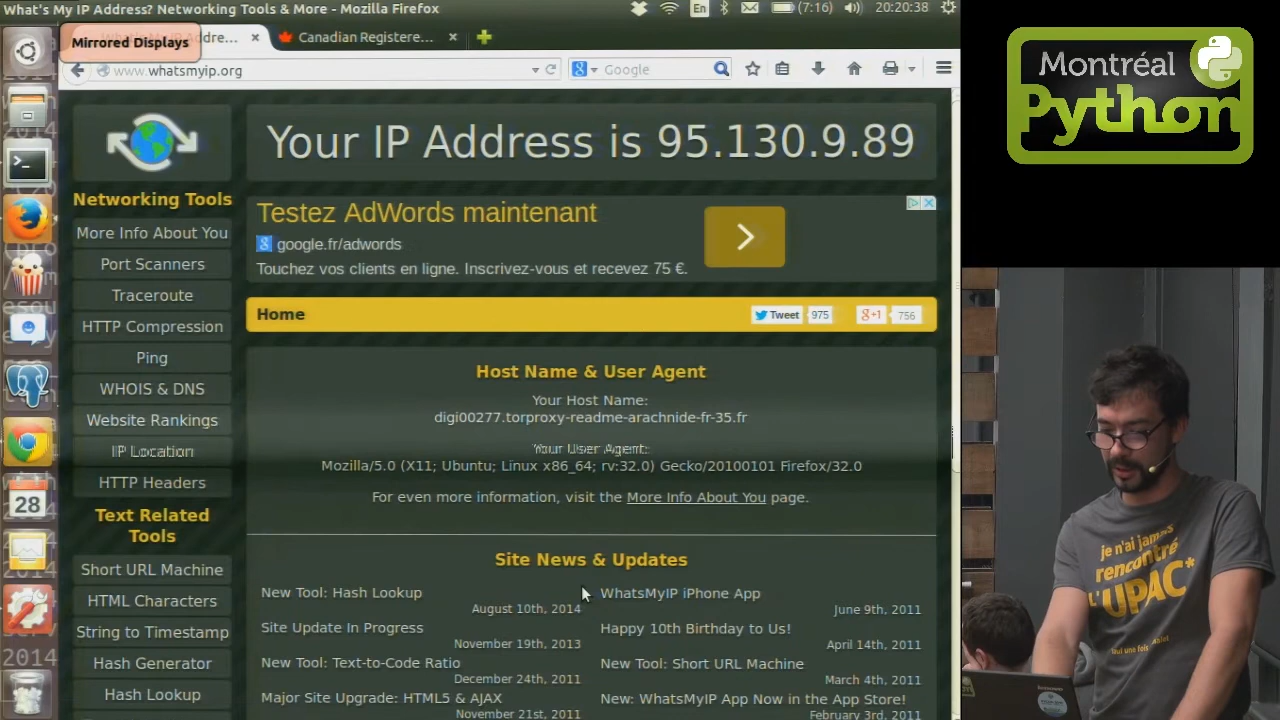 What's My IP Address? Networking Tools & More - Mozilla Firefox
En
(7:16)
20:20:38
Mirrored Displays
Canadian Registere...
www.whatsmyip.org
Google
Montréal
Python
Your IP Address is 95.130.9.89
Networking Tools
More Info About You
Port Scanners
Traceroute
HTTP Compression
Ping
WHOIS & DNS
Website Rankings
IP Location
HTTP Headers
Text Related
Tools
Short URL Machine
HTML Characters
String to Timestamp
Hash Generator
Hash Lookup
Testez AdWords maintenant
google.fr/adwords
Touchez vos clients en ligne. Inscrivez-vous et recevez 75 €.
Home
Tweet
975
g+1
756
Host Name & User Agent
Your Host Name:
digi00277.torproxy-readme-arachnide-fr-35.fr
Your User Agent:
Mozilla/5.0 (X11; Ubuntu; Linux x86_64; rv:32.0) Gecko/20100101 Firefox/32.0
For even more information, visit the More Info About You page.
Site News & Updates
New Tool: Hash Lookup
August 10th, 2014
Site Update In Progress
November 19th, 2013
New Tool: Text-to-Code Ratio
December 24th, 2011
Major Site Upgrade: HTML5 & AJAX
November 21st, 2011
WhatsMyIP iPhone App
June 9th, 2011
Happy 10th Birthday to Us!
April 14th, 2011
New Tool: Short URL Machine
March 4th, 2011
New: WhatsMyIP App Now in the App Store!
February 3rd, 2011
28
2014
je n'ai jamais
rencontré
l'UPAC*